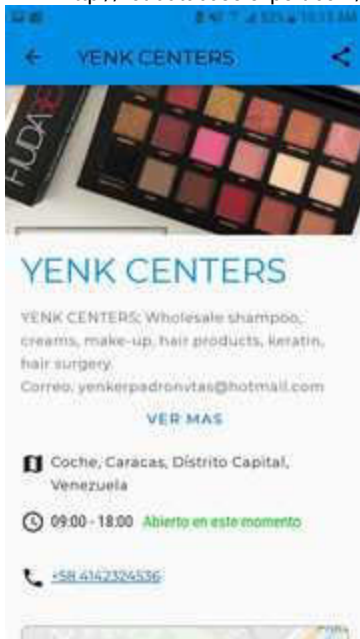 YENK CENTERS
HUDA
YENK CENTERS
YENK CENTERS; Wholesale shampoo,
creams, make-up, hair products, keratin,
hair surgery.
Correo, yenkerpadronvtas@hotmail.com
VER MAS
Coche, Caracas, Distrito Capital,
Venezuela
09:00 - 18:00 Abierto en este momento
+58 4142324536